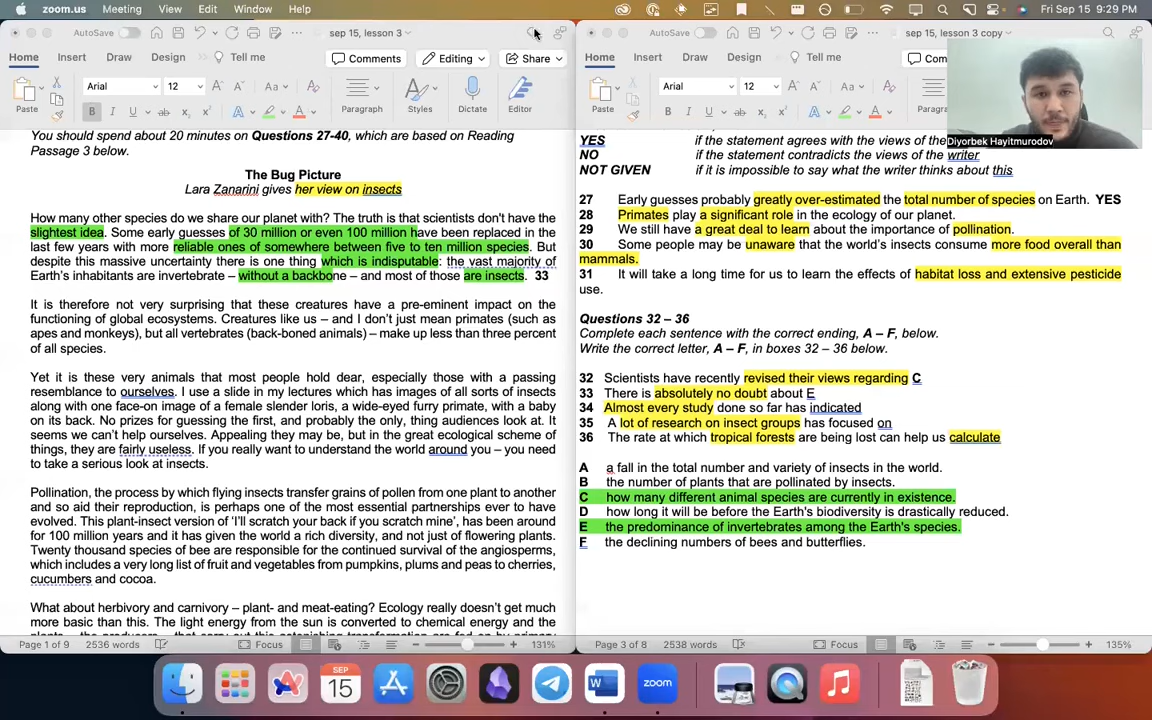 zoom.us Meeting View Edit Window Help Fri Sep 15 9:29 PM
AutoSave sep 15, lesson 3
Home Insert Draw Design Tell me Comments Editing Share
Paste Arial 12 Paragraph Styles Dictate Editor
You should spend about 20 minutes on Questions 27-40, which are based on Reading
Passage 3 below.
The Bug Picture
Lara Zanarini gives her view on insects
How many other species do we share our planet with? The truth is that scientists don't have the
slightest idea. Some early guesses of 30 million or even 100 million have been replaced in the
last few years with more reliable ones of somewhere between five to ten million species. But
despite this massive uncertainty there is one thing which is indisputable: the vast majority of
Earth's inhabitants are invertebrate – without a backbone – and most of those are insects. 33
It is therefore not very surprising that these creatures have a pre-eminent impact on the
functioning of global ecosystems. Creatures like us – and I don't just mean primates (such as
apes and monkeys), but all vertebrates (back-boned animals) – make up less than three percent
of all species.
Yet it is these very animals that most people hold dear, especially those with a passing
resemblance to ourselves. I use a slide in my lectures which has images of all sorts of insects
along with one face-on image of a female slender loris, a wide-eyed furry primate, with a baby
on its back. No prizes for guessing the first, and probably the only, thing audiences look at. It
seems we can't help ourselves. Appealing they may be, but in the great ecological scheme of
things, they are fairly useless. If you really want to understand the world around you – you need
to take a serious look at insects.
Pollination, the process by which flying insects transfer grains of pollen from one plant to another
and so aid their reproduction, is perhaps one of the most essential partnerships ever to have
evolved. This plant-insect version of 'I'll scratch your back if you scratch mine', has been around
for 100 million years and it has given the world a rich diversity, and not just of flowering plants.
Twenty thousand species of bee are responsible for the continued survival of the angiosperms,
which includes a very long list of fruit and vegetables from pumpkins, plums and peas to cherries,
cucumbers and cocoa.
What about herbivory and carnivory – plant- and meat-eating? Ecology really doesn't get much
more basic than this. The light energy from the sun is converted to chemical energy and the
plants – the producers – that carry out this astonishing transformation are fed on by primary
Page 1 of 9 2536 words Focus 131%
AutoSave sep 15, lesson 3 copy
Home Insert Draw Design Tell me Com
Paste Arial 12 Paragra
Diyorbek Hayitmurodov
YES if the statement agrees with the views of the
NO if the statement contradicts the views of the writer
NOT GIVEN if it is impossible to say what the writer thinks about this
27 Early guesses probably greatly over-estimated the total number of species on Earth. YES
28 Primates play a significant role in the ecology of our planet.
29 We still have a great deal to learn about the importance of pollination.
30 Some people may be unaware that the world's insects consume more food overall than
mammals.
31 It will take a long time for us to learn the effects of habitat loss and extensive pesticide
use.
Questions 32 – 36
Complete each sentence with the correct ending, A – F, below.
Write the correct letter, A – F, in boxes 32 – 36 below.
32 Scientists have recently revised their views regarding C
33 There is absolutely no doubt about E
34 Almost every study done so far has indicated
35 A lot of research on insect groups has focused on
36 The rate at which tropical forests are being lost can help us calculate
A a fall in the total number and variety of insects in the world.
B the number of plants that are pollinated by insects.
C how many different animal species are currently in existence.
D how long it will be before the Earth's biodiversity is drastically reduced.
E the predominance of invertebrates among the Earth's species.
F the declining numbers of bees and butterflies.
Page 3 of 8 2538 words Focus 135%
SEP
15
zoom